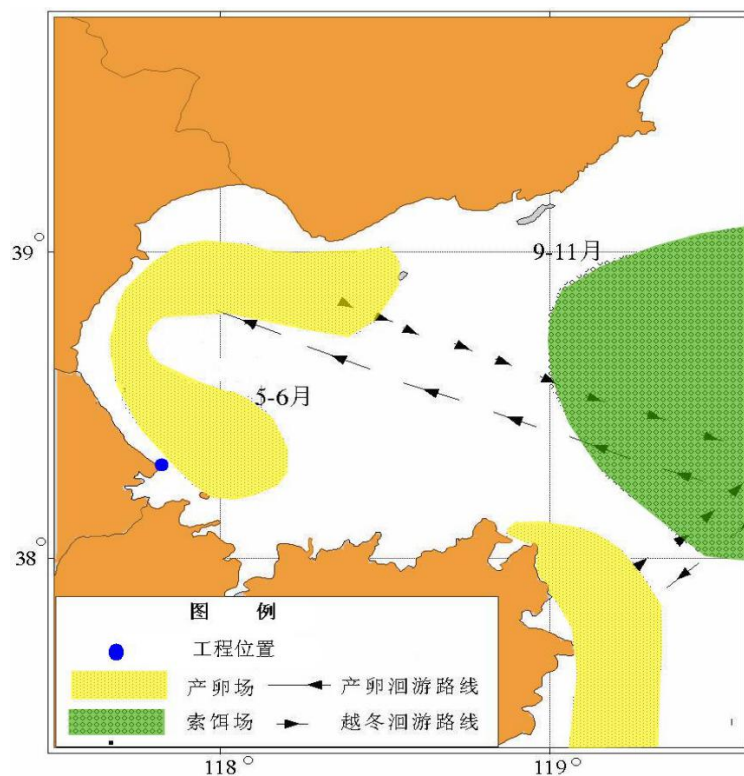 39°
9-11月
5-6月
38°
图 例
工程位置
产卵场 产卵洄游路线
索饵场 越冬洄游路线
118° 119°